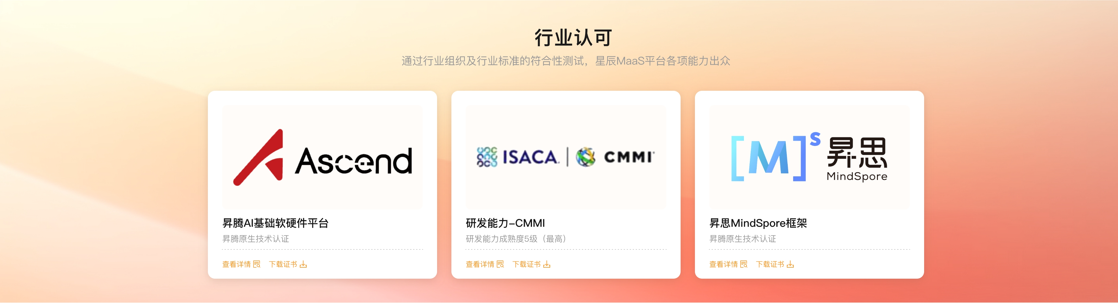 行业认可
通过行业组织及行业标准的符合性测试，星辰MaaS平台各项能力出众
Ascend
昇腾AI基础软硬件平台
昇腾原生技术认证
查看详情 下载证书
ISACA. | CMMI
研发能力-CMMI
研发能力成熟度5级（最高）
查看详情 下载证书
[M]s 昇思
MindSpore
昇思MindSpore框架
昇腾原生技术认证
查看详情 下载证书